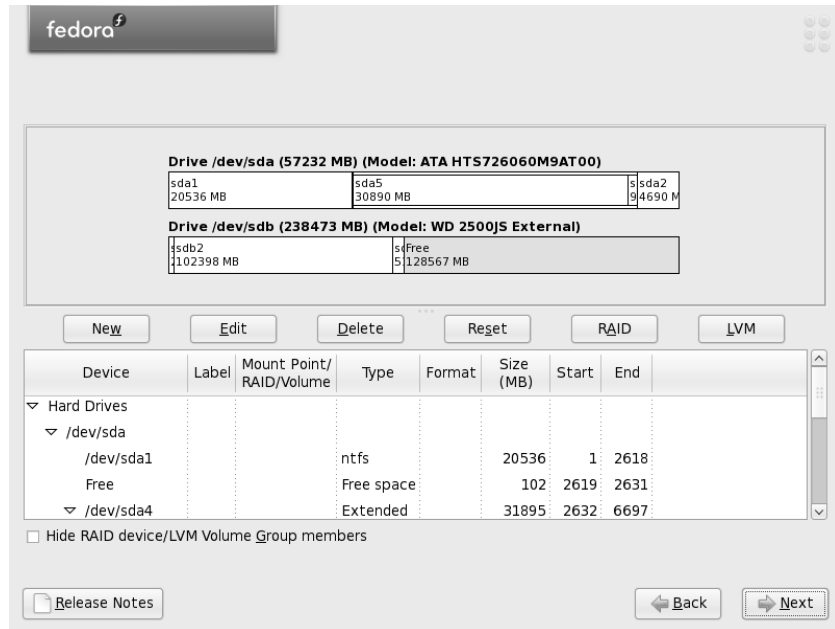 fedora
Drive /dev/sda (57232 MB) (Model: ATA HTS726060M9AT00)
sda1 sda5 s sda2
20536 MB 30890 MB 9 4690 M
Drive /dev/sdb (238473 MB) (Model: WD 2500JS External)
sdb2 Free
102398 MB 128567 MB
New Edit Delete Reset RAID LVM
Device Label Mount Point/ RAID/Volume Type Format Size (MB) Start End
Hard Drives
/dev/sda
/dev/sda1 ntfs 20536 1 2618
Free Free space 102 2619 2631
/dev/sda4 Extended 31895 2632 6697
Hide RAID device/LVM Volume Group members
Release Notes Back Next